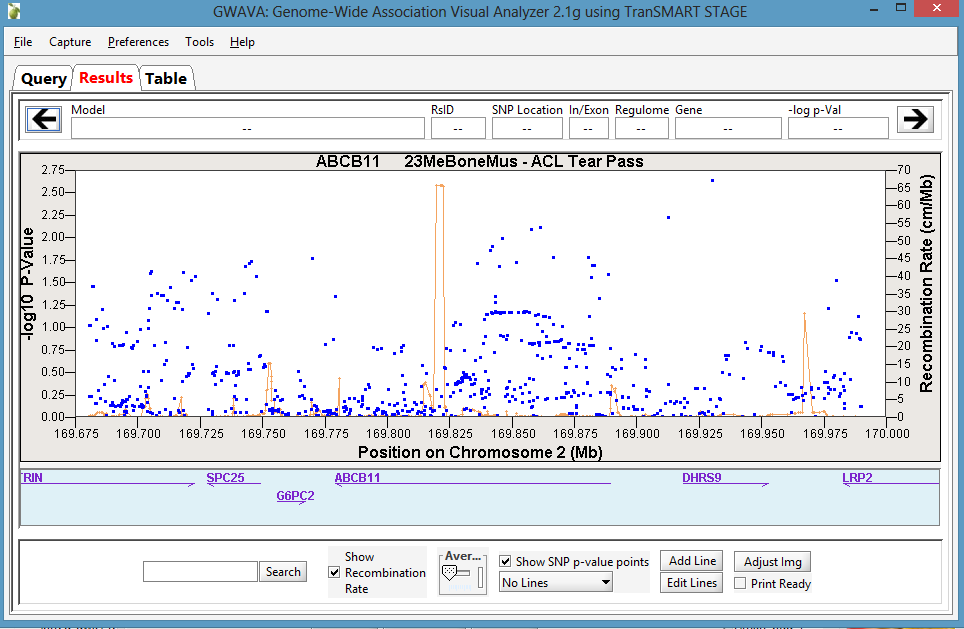 GWAVA: Genome-Wide Association Visual Analyzer 2.1g using TranSMART STAGE
File Capture Preferences Tools Help
Query Results Table
Model RsID SNP Location In/Exon Regulome Gene -log p-Val
-- -- -- -- -- -- --
ABCB11 23MeBoneMus - ACL Tear Pass
2.75 70
2.50 65
60
2.25 55
2.00 50
1.75 45
1.50 40
35
1.25 30
1.00 25
0.75 20
0.50 15
10
0.25 5
0.00 0
-log10 P-Value
Recombination Rate (cm/Mb)
169.675 169.700 169.725 169.750 169.775 169.800 169.825 169.850 169.875 169.900 169.925 169.950 169.975 170.000
Position on Chromosome 2 (Mb)
RIN SPC25 ABCB11 DHRS9 LRP2
G6PC2
Search
Show
Recombination
Rate
Aver...
Show SNP p-value points
No Lines
Add Line
Edit Lines
Adjust Img
Print Ready